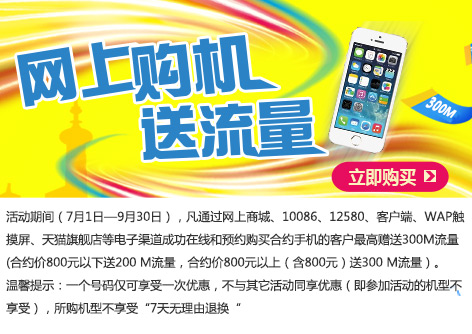 网上购机
送流量
300M
立即购买
活动期间（7月1日—9月30日），凡通过网上商城、10086、12580、客户端、WAP触
摸屏、天猫旗舰店等电子渠道成功在线和预约购买合约手机的客户最高赠送300M流量
(合约价800元以下送200 M流量，合约价800元以上（含800元）送300 M流量）。
温馨提示：一个号码仅可享受一次优惠，不与其它活动同享优惠（即参加活动的机型不
享受），所购机型不享受“7天无理由退换“